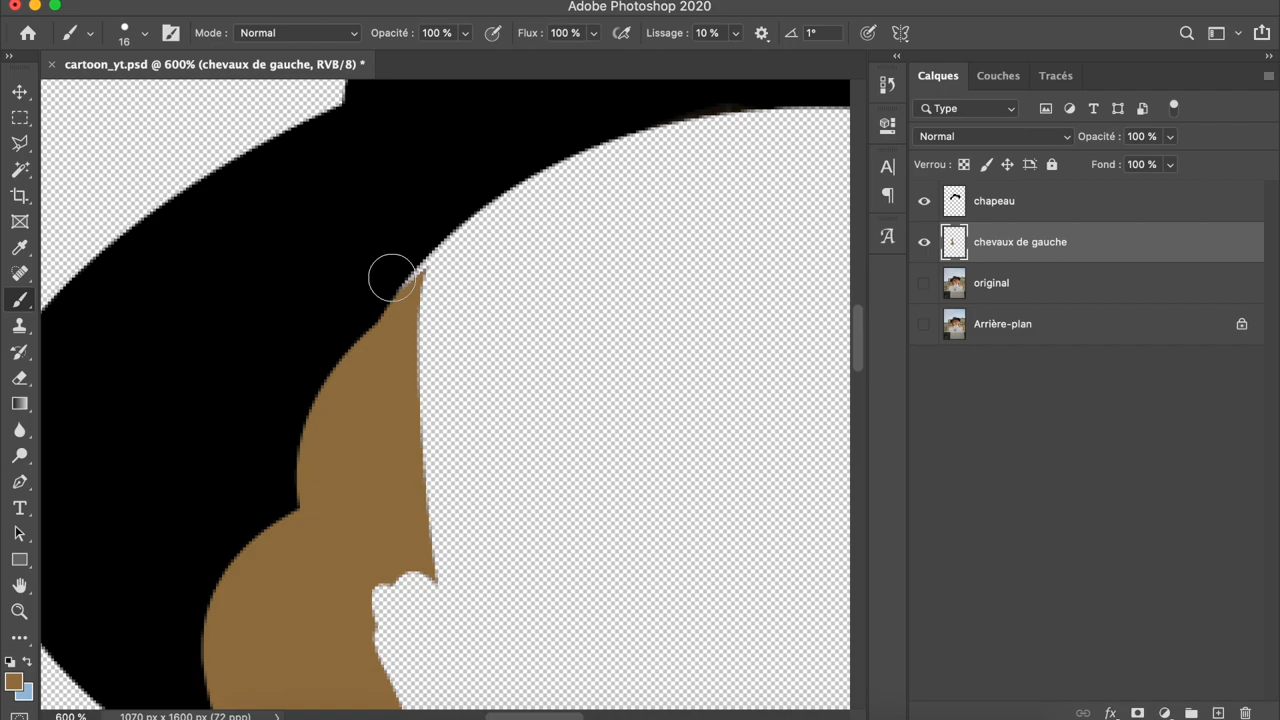 Adobe Photoshop 2020
16 Mode : Normal Opacité : 100 % Flux : 100 % Lissage : 10 % 1°
cartoon_yt.psd @ 600% (chevaux de gauche, RVB/8) *
Calques Couches Tracés
Type
Normal Opacité : 100 %
Verrou : Fond : 100 %
chapeau
chevaux de gauche
original
Arrière-plan
600 % 1070 px x 1600 px (72 ppp)